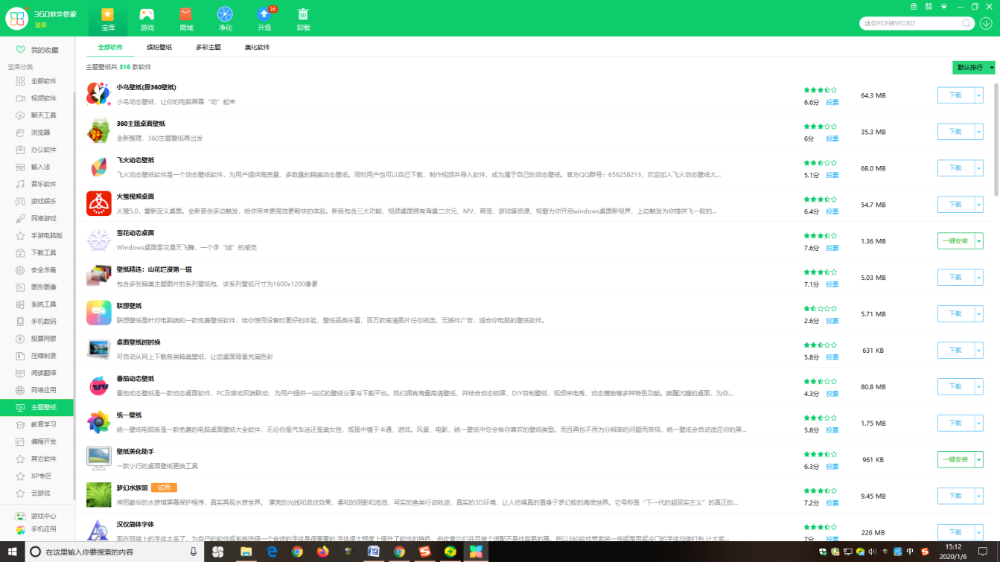 360软件管家
登录
宝库
游戏
商城
净化
16
升级
卸载
迷你PDF转WORD
我的收藏
宝库分类
全部软件
视频软件
聊天工具
浏览器
办公软件
输入法
音乐软件
游戏娱乐
网络游戏
手游电脑版
下载工具
安全杀毒
图形图像
系统工具
手机数码
股票网银
压缩刻录
阅读翻译
网络应用
主题壁纸
教育学习
编程开发
其它软件
XP专区
云游戏
游戏中心
手机应用
全部软件 缤纷壁纸 多彩主题 美化软件
主题壁纸共 316 款软件
默认排行
小鸟壁纸(原360壁纸)
小鸟动态壁纸，让你的电脑屏幕“动”起来
6.6分 投票 64.3 MB 下载
360主题桌面壁纸
全新整理，360主题壁纸再出发
6分 投票 35.3 MB 下载
飞火动态壁纸
飞火动态壁纸软件是一个动态壁纸软件，为用户提供高质量、多数量的精美动态壁纸。同时用户也可以自己下载、制作视频并导入软件，成为属于自己的动态壁纸。官方QQ群号：656258213，欢迎加入飞火动态壁纸大...
5.1分 投票 68.0 MB 下载
火萤视频桌面
火萤5.0，重新定义桌面。全新首创多边触发，给你带来更高效更畅快的体验。新版包含三大功能，视频桌面拥有海量二次元、MV、萌宠、游戏等资源，视窗为你开启windows桌面新视界，上边触发为你提供飞一般的...
6.4分 投票 54.7 MB 下载
雪花动态桌面
Windows桌面雪花漫天飞舞，一个字“绒”的感觉
7.6分 投票 1.36 MB 一键安装
壁纸精选：山花烂漫第一辑
包含多张精美主题图片的系列壁纸包，该系列壁纸尺寸为1600x1200像素
7.1分 投票 5.03 MB 下载
联想壁纸
联想壁纸是针对电脑端的一款免费壁纸软件，给你使用设备时更好的体验，壁纸品类丰富，百万款高清图片任你挑选，无插件广告，适合你电脑的壁纸软件。
2.6分 投票 5.71 MB 下载
桌面壁纸时时换
可自动从网上下载各类精美壁纸，让您桌面背景充满色彩
5.8分 投票 631 KB 下载
番茄动态壁纸
番茄动态壁纸是一款动态桌面软件，PC及移动双端联动，为用户提供一站式的壁纸分享与下载平台。我们拥有海量高清壁纸，并结合动态锁屏、DIY自制壁纸、视频来电秀、动态模板等多种特色功能。唤醒沉睡的桌面，为你...
4.3分 投票 80.8 MB 下载
统一壁纸
统一壁纸电脑版是一款免费的电脑桌面壁纸大全软件，无论你是汽车迷还是美女控，或是中情于卡通、游戏。风景、电影，统一壁纸中总会有你喜欢的壁纸类型。而且再也不用为分辨率的问题而苦恼，统一壁纸会自动适应你的屏...
5.8分 投票 1.75 MB 下载
壁纸美化助手
一款小巧的桌面壁纸更换工具
6.3分 投票 961 KB 一键安装
梦幻水族馆 试用
绚丽豪华的水族馆屏幕保护程序，真实再现水族世界。 漂亮的光线和波纹效果，柔和的阴影和泡泡，写实的鱼类行动轨迹，真实的3D环境，让人仿佛真的置身于梦幻般的海底世界。它号称是“下一代的超现实主义”的真正的...
7.2分 投票 9.45 MB 下载
汉仪简体字体
现在网络上的字体太多了，为自己的软件或系统选择一个合适的字体是很重要的,字体很大程度上提升了软件的特色，但收集它们并且挨个适配不是件容易的事。所以360软件管家将一些或常用或冷门的字体归类打包,让大家...
7分 投票 226 MB 下载
在这里输入你要搜索的内容
中
15:12
2020/1/6